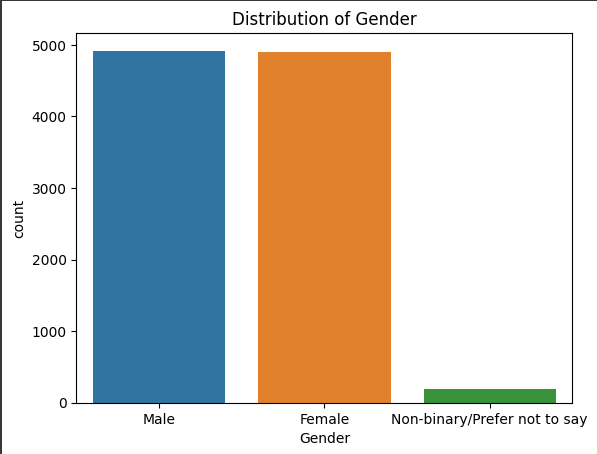 Distribution of Gender
5000
4000
3000
2000
1000
0
count
Male
Female
Non-binary/Prefer not to say
Gender